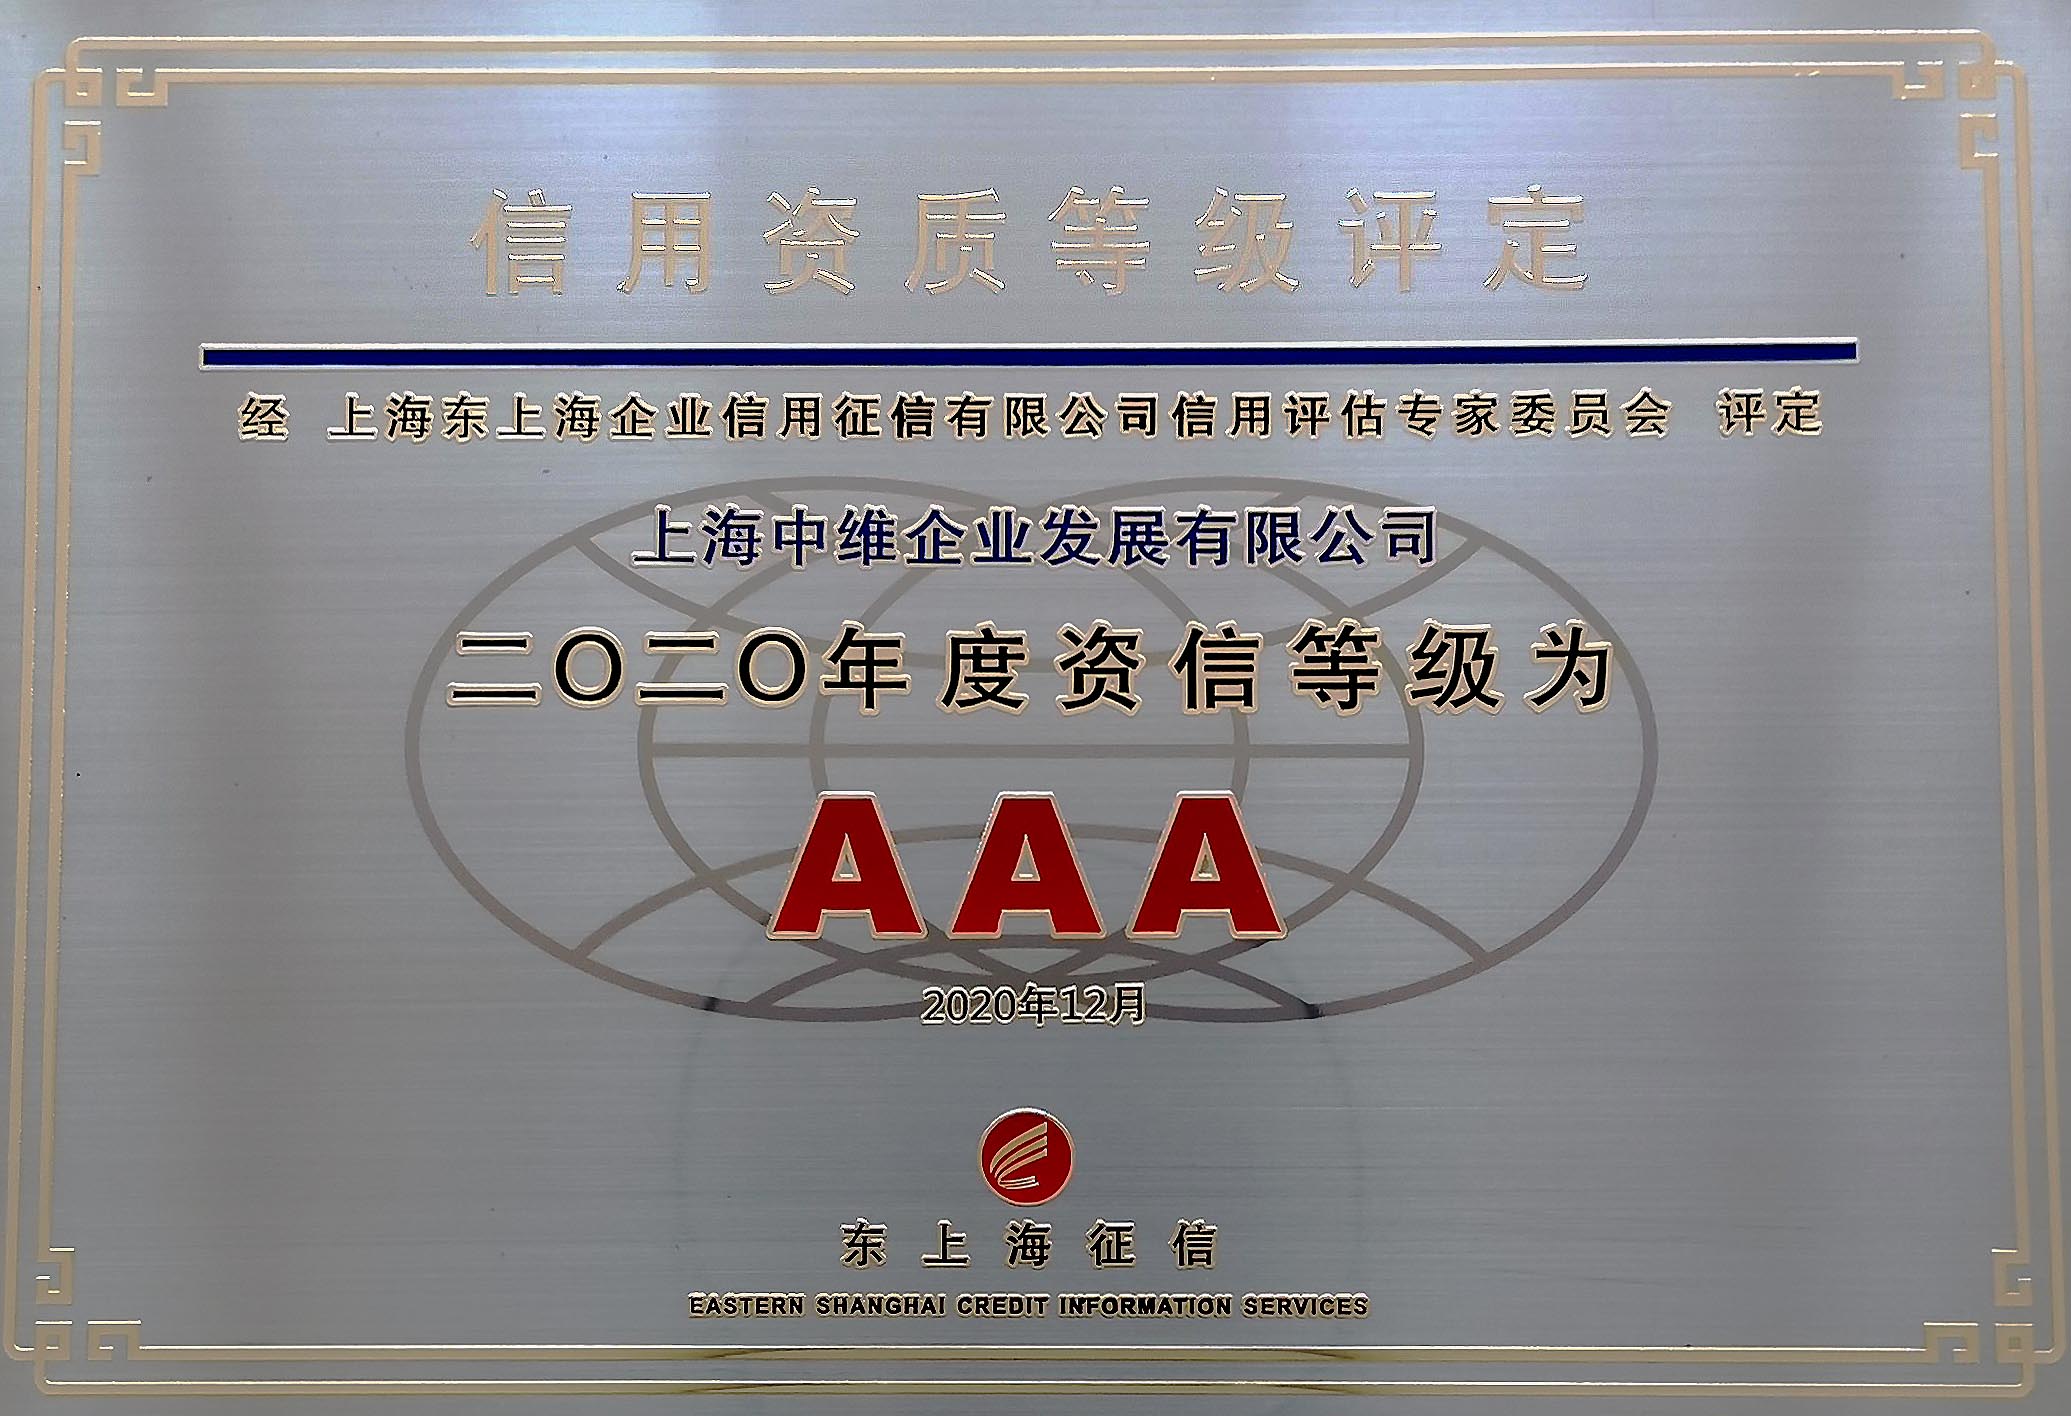 信用资质等级评定
经 上海东上海企业信用征信有限公司信用评估专家委员会 评定
上海中维企业发展有限公司
二〇二〇年度资信等级为
AAA
2020年12月
东上海征信
EASTERN SHANGHAI CREDIT INFORMATION SERVICES